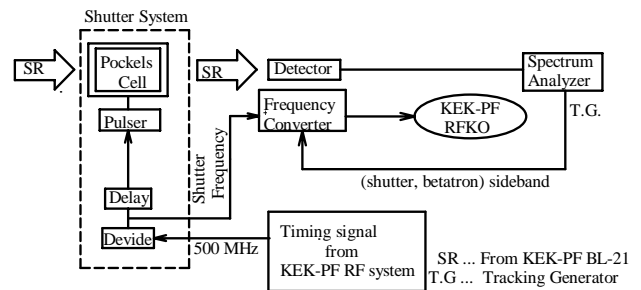 Shutter System
SR
Pockels
Cell
SR
Detector
Spectrum
Analyzer
Pulser
Frequency
Converter
KEK-PF
RFKO
T.G.
Shutter
Frequency
(shutter, betatron) sideband
Delay
Devide
500 MHz
Timing signal
from
KEK-PF RF system
SR ... From KEK-PF BL-21
T.G ... Tracking Generator